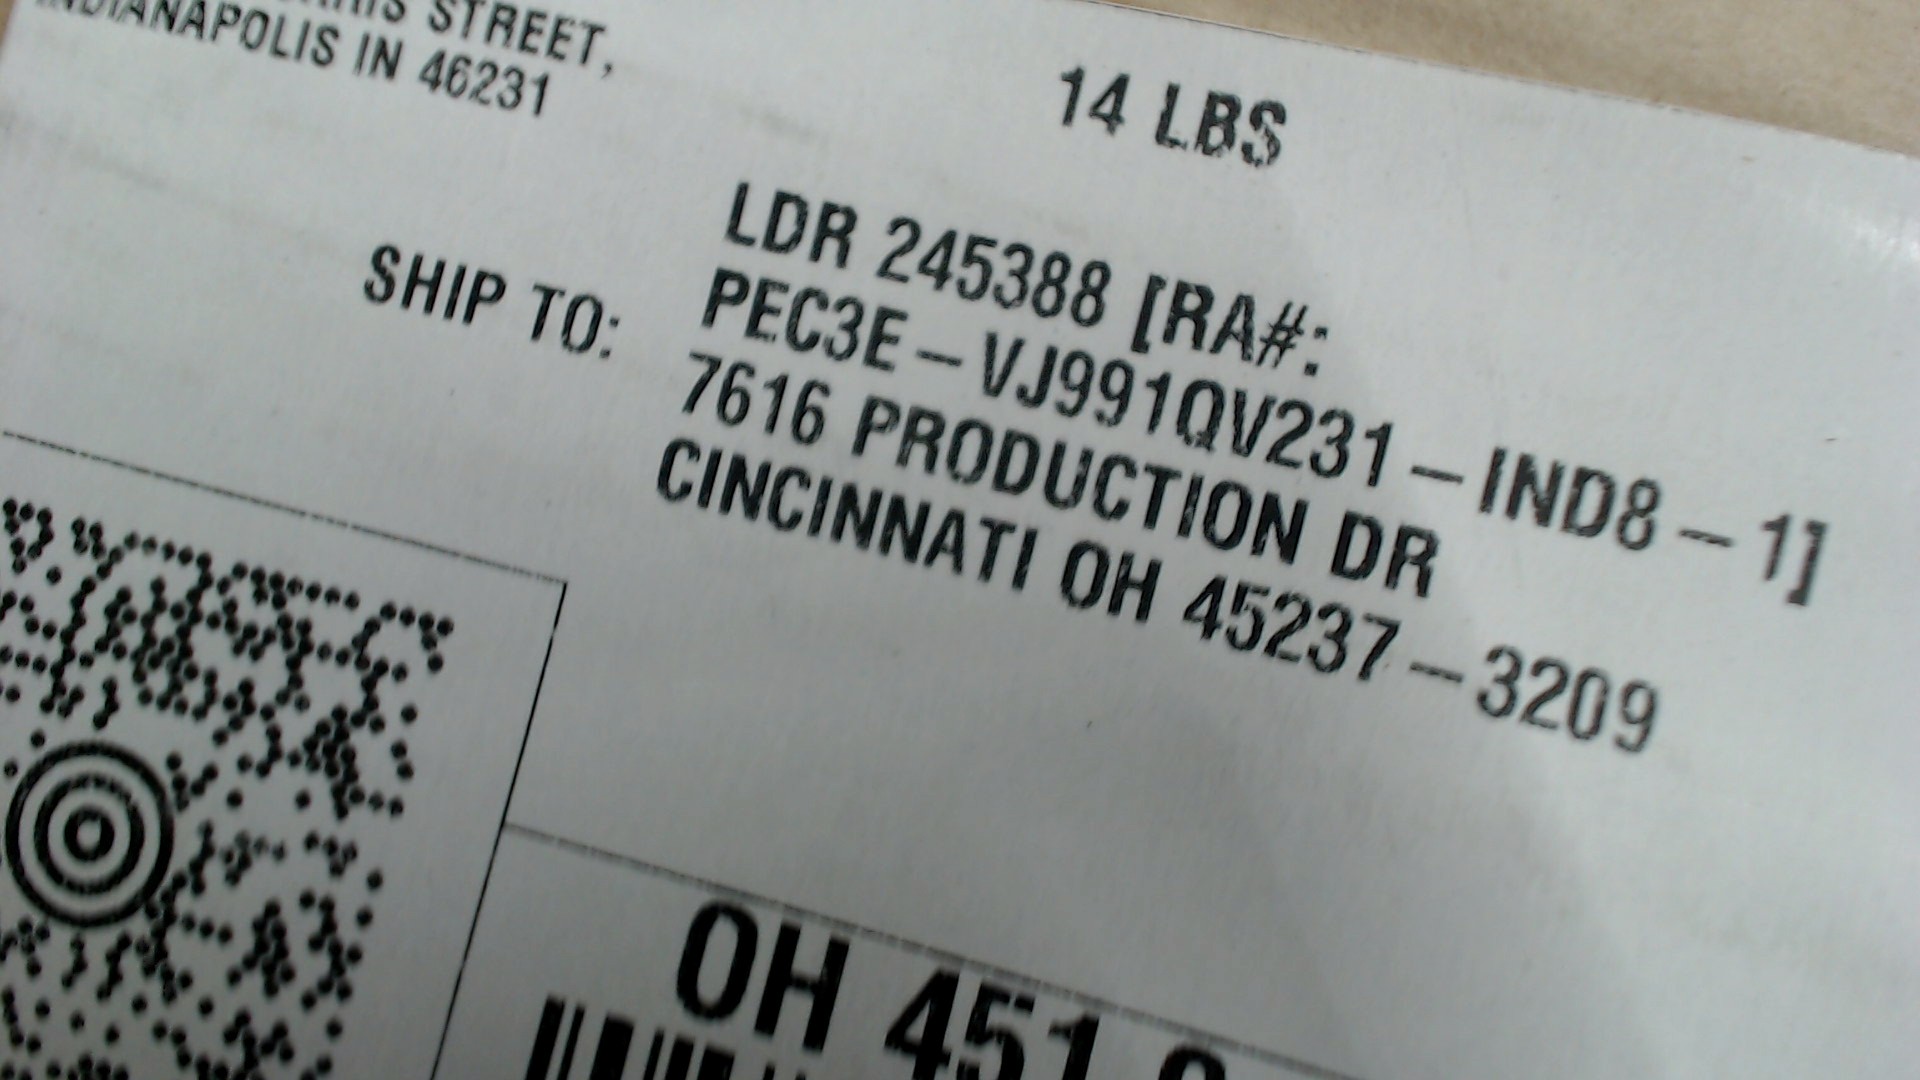 STREET,
INDIANAPOLIS IN 46231
14 LBS
SHIP TO:
LDR 245388 [RA#:
PEC3E-VJ991QV231-IND8-1]
7616 PRODUCTION DR
CINCINNATI OH 45237-3209
OH 451